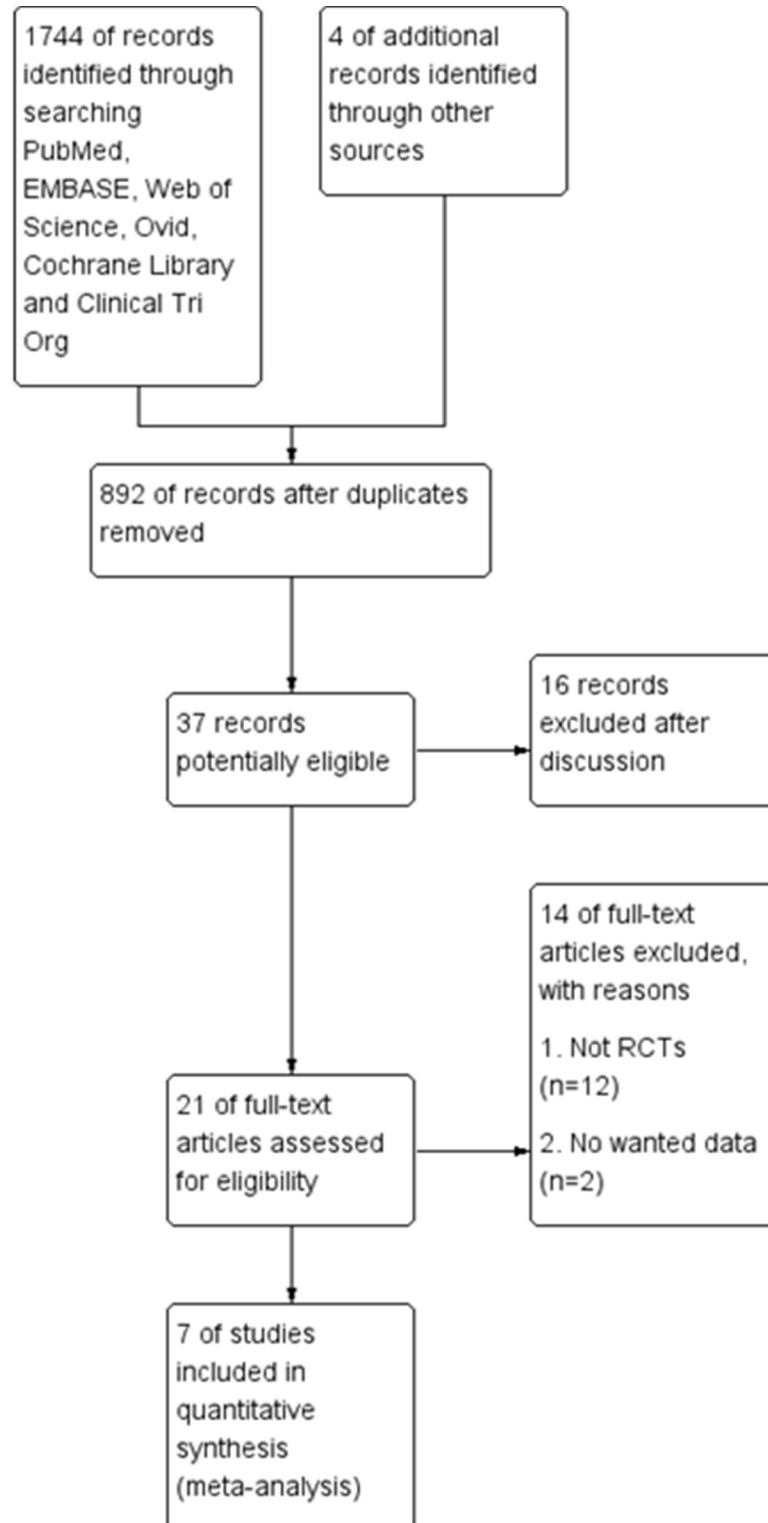 1744 of records
identified through
searching
PubMed,
EMBASE, Web of
Science, Ovid,
Cochrane Library
and Clinical Tri
Org
4 of additional
records identified
through other
sources
892 of records after duplicates
removed
37 records
potentially eligible
16 records
excluded after
discussion
21 of full-text
articles assessed
for eligibility
14 of full-text
articles excluded,
with reasons
1. Not RCTs
(n=12)
2. No wanted data
(n=2)
7 of studies
included in
quantitative
synthesis
(meta-analysis)